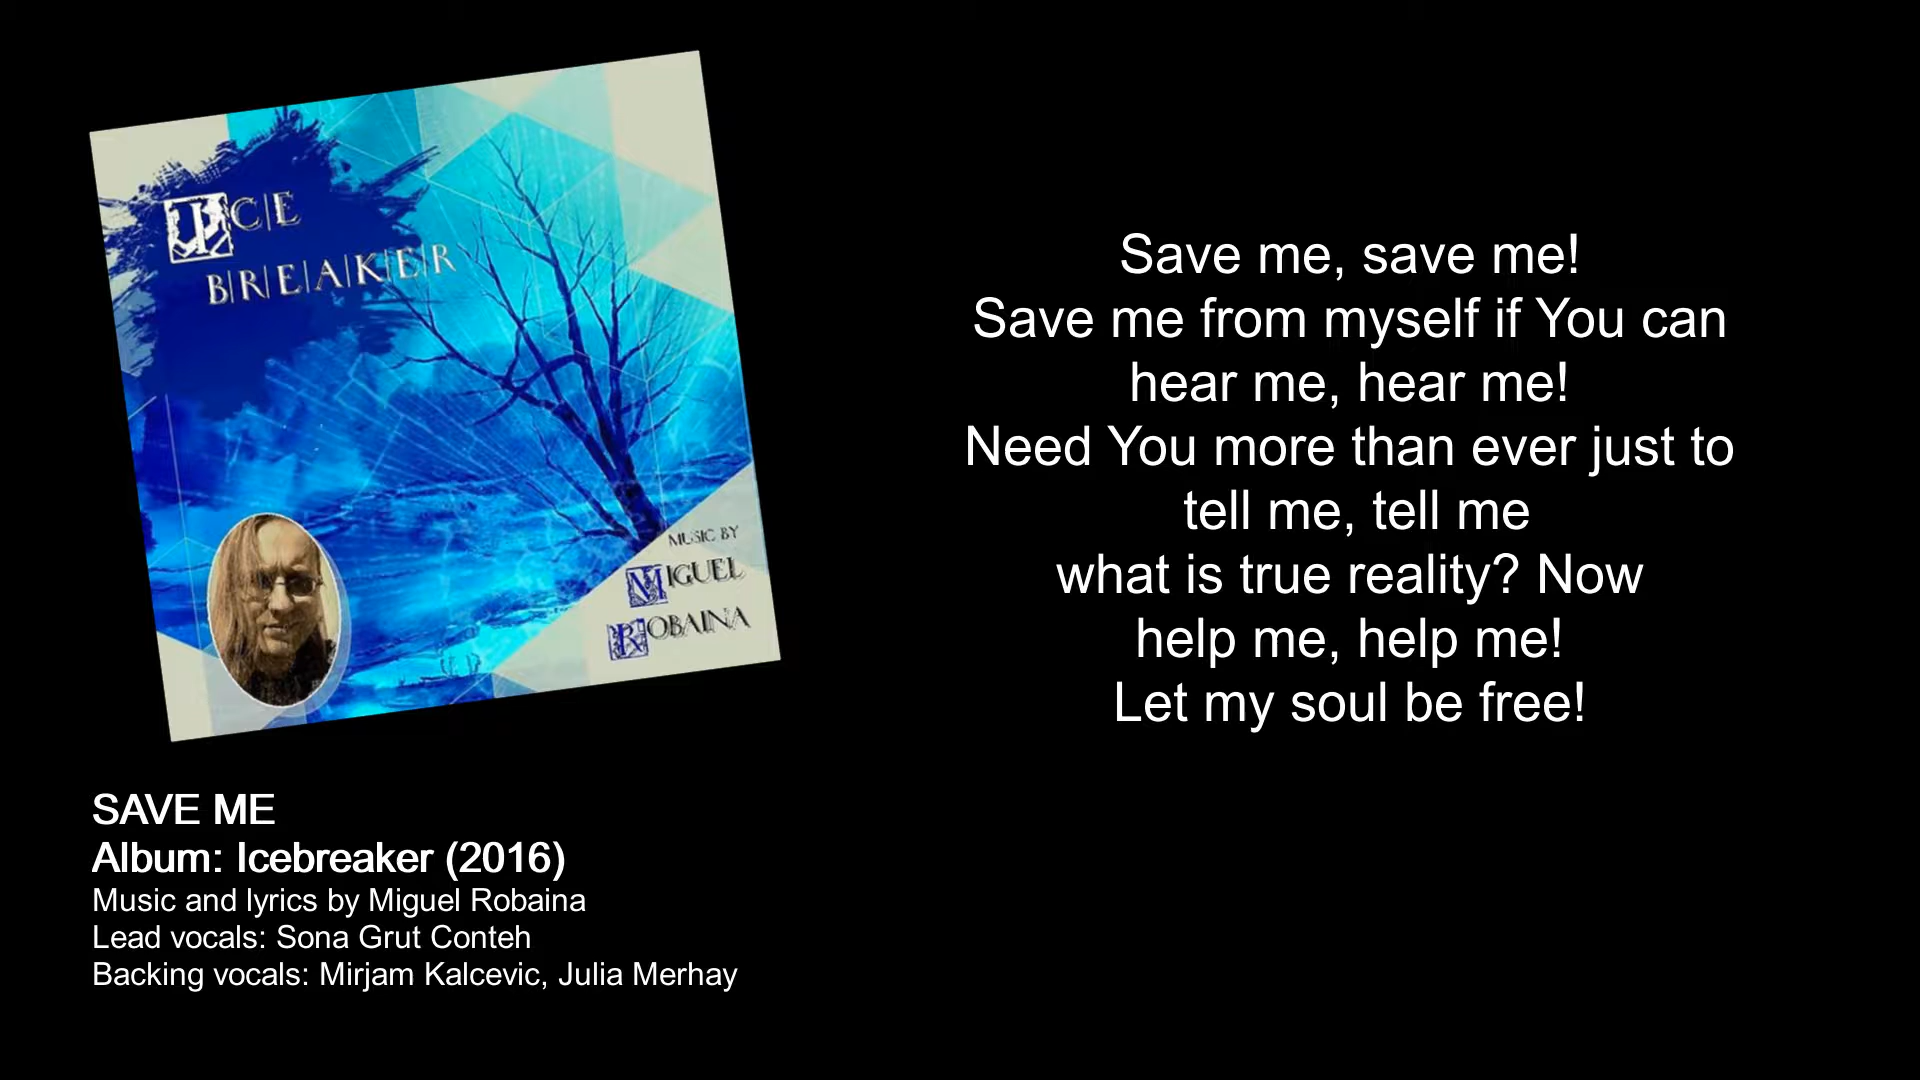 ICE
BREAKER
MUSIC BY
MIGUEL
ROBAINA
Save me, save me!
Save me from myself if You can
hear me, hear me!
Need You more than ever just to
tell me, tell me
what is true reality? Now
help me, help me!
Let my soul be free!
SAVE ME
Album: Icebreaker (2016)
Music and lyrics by Miguel Robaina
Lead vocals: Sona Grut Conteh
Backing vocals: Mirjam Kalcevic, Julia Merhay